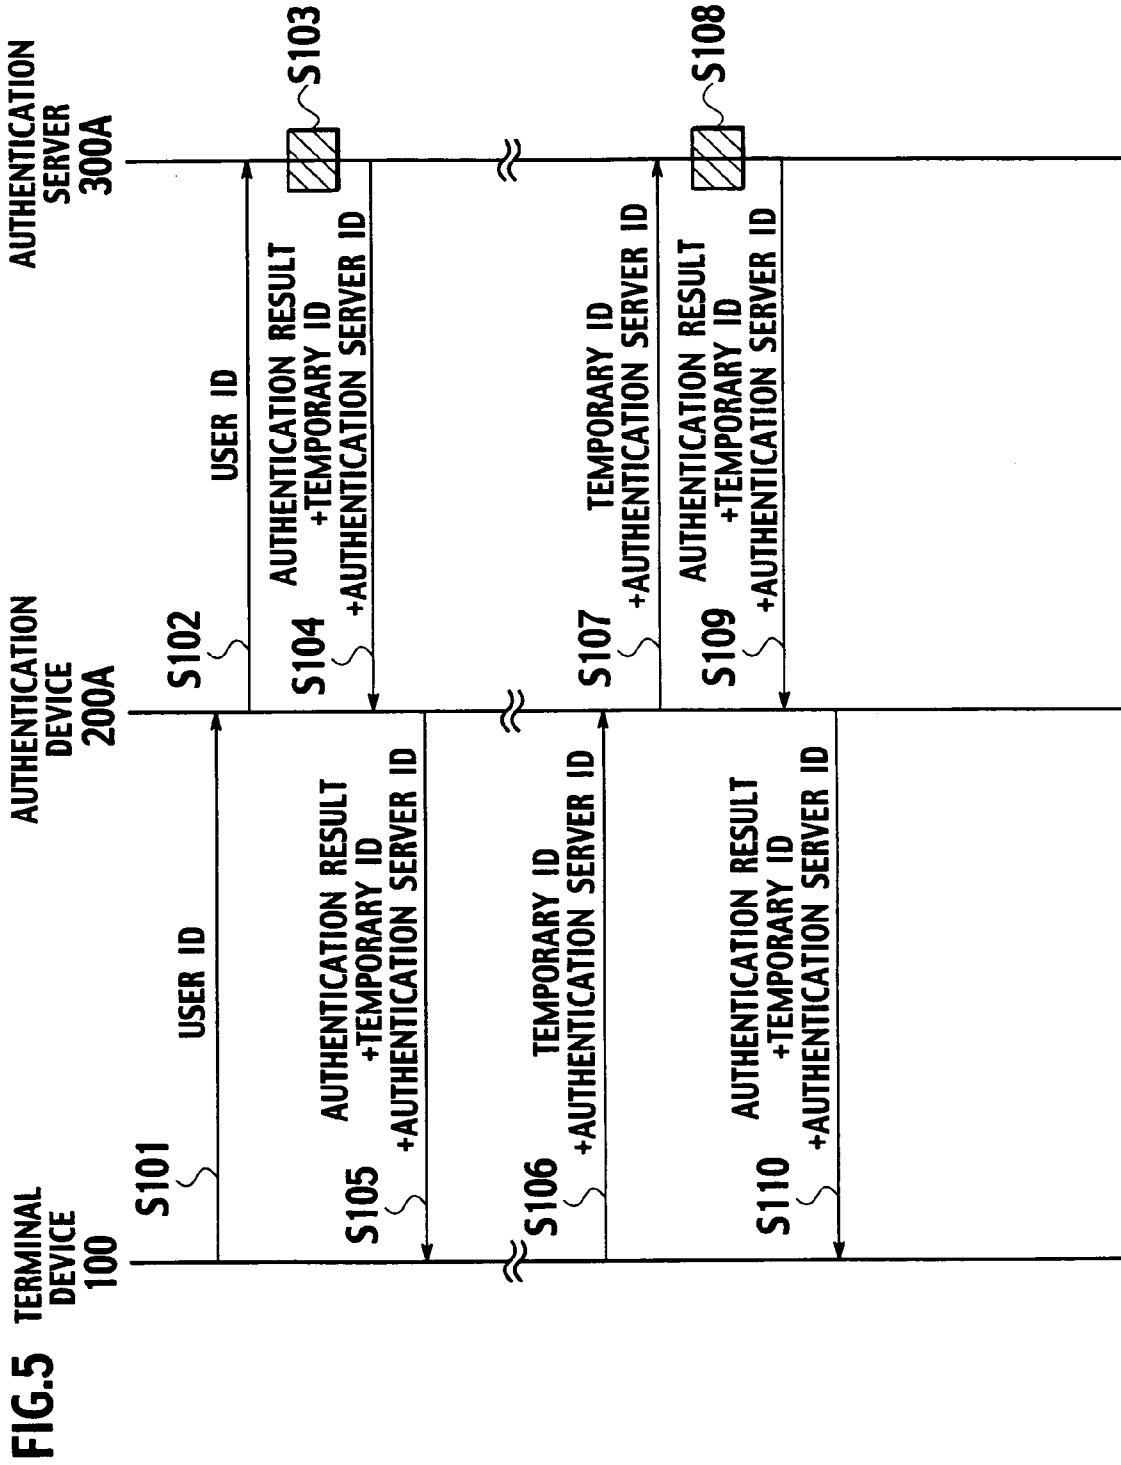 FIG.5
TERMINAL
DEVICE
100
AUTHENTICATION
DEVICE
200A
AUTHENTICATION
SERVER
300A
S101
USER ID
S102
USER ID
S103
S104
AUTHENTICATION RESULT
+TEMPORARY ID
+AUTHENTICATION SERVER ID
S105
AUTHENTICATION RESULT
+TEMPORARY ID
+AUTHENTICATION SERVER ID
S106
TEMPORARY ID
+AUTHENTICATION SERVER ID
S107
TEMPORARY ID
+AUTHENTICATION SERVER ID
S108
S109
AUTHENTICATION RESULT
+TEMPORARY ID
+AUTHENTICATION SERVER ID
S110
AUTHENTICATION RESULT
+TEMPORARY ID
+AUTHENTICATION SERVER ID